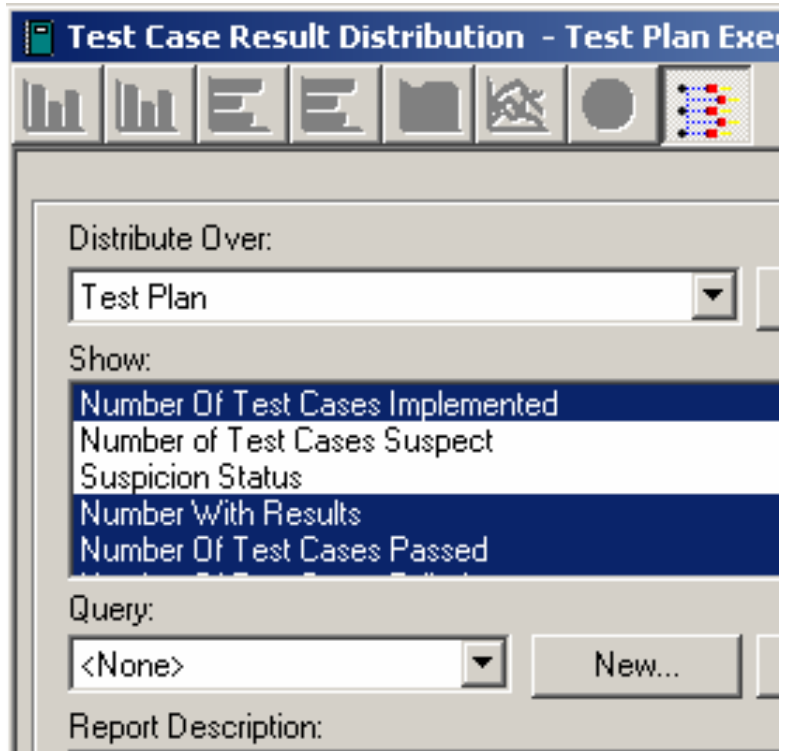 Test Case Result Distribution - Test Plan Exe
Distribute Over:
Test Plan
Show:
Number Of Test Cases Implemented
Number of Test Cases Suspect
Suspicion Status
Number With Results
Number Of Test Cases Passed
Query:
<None>
New...
Report Description: